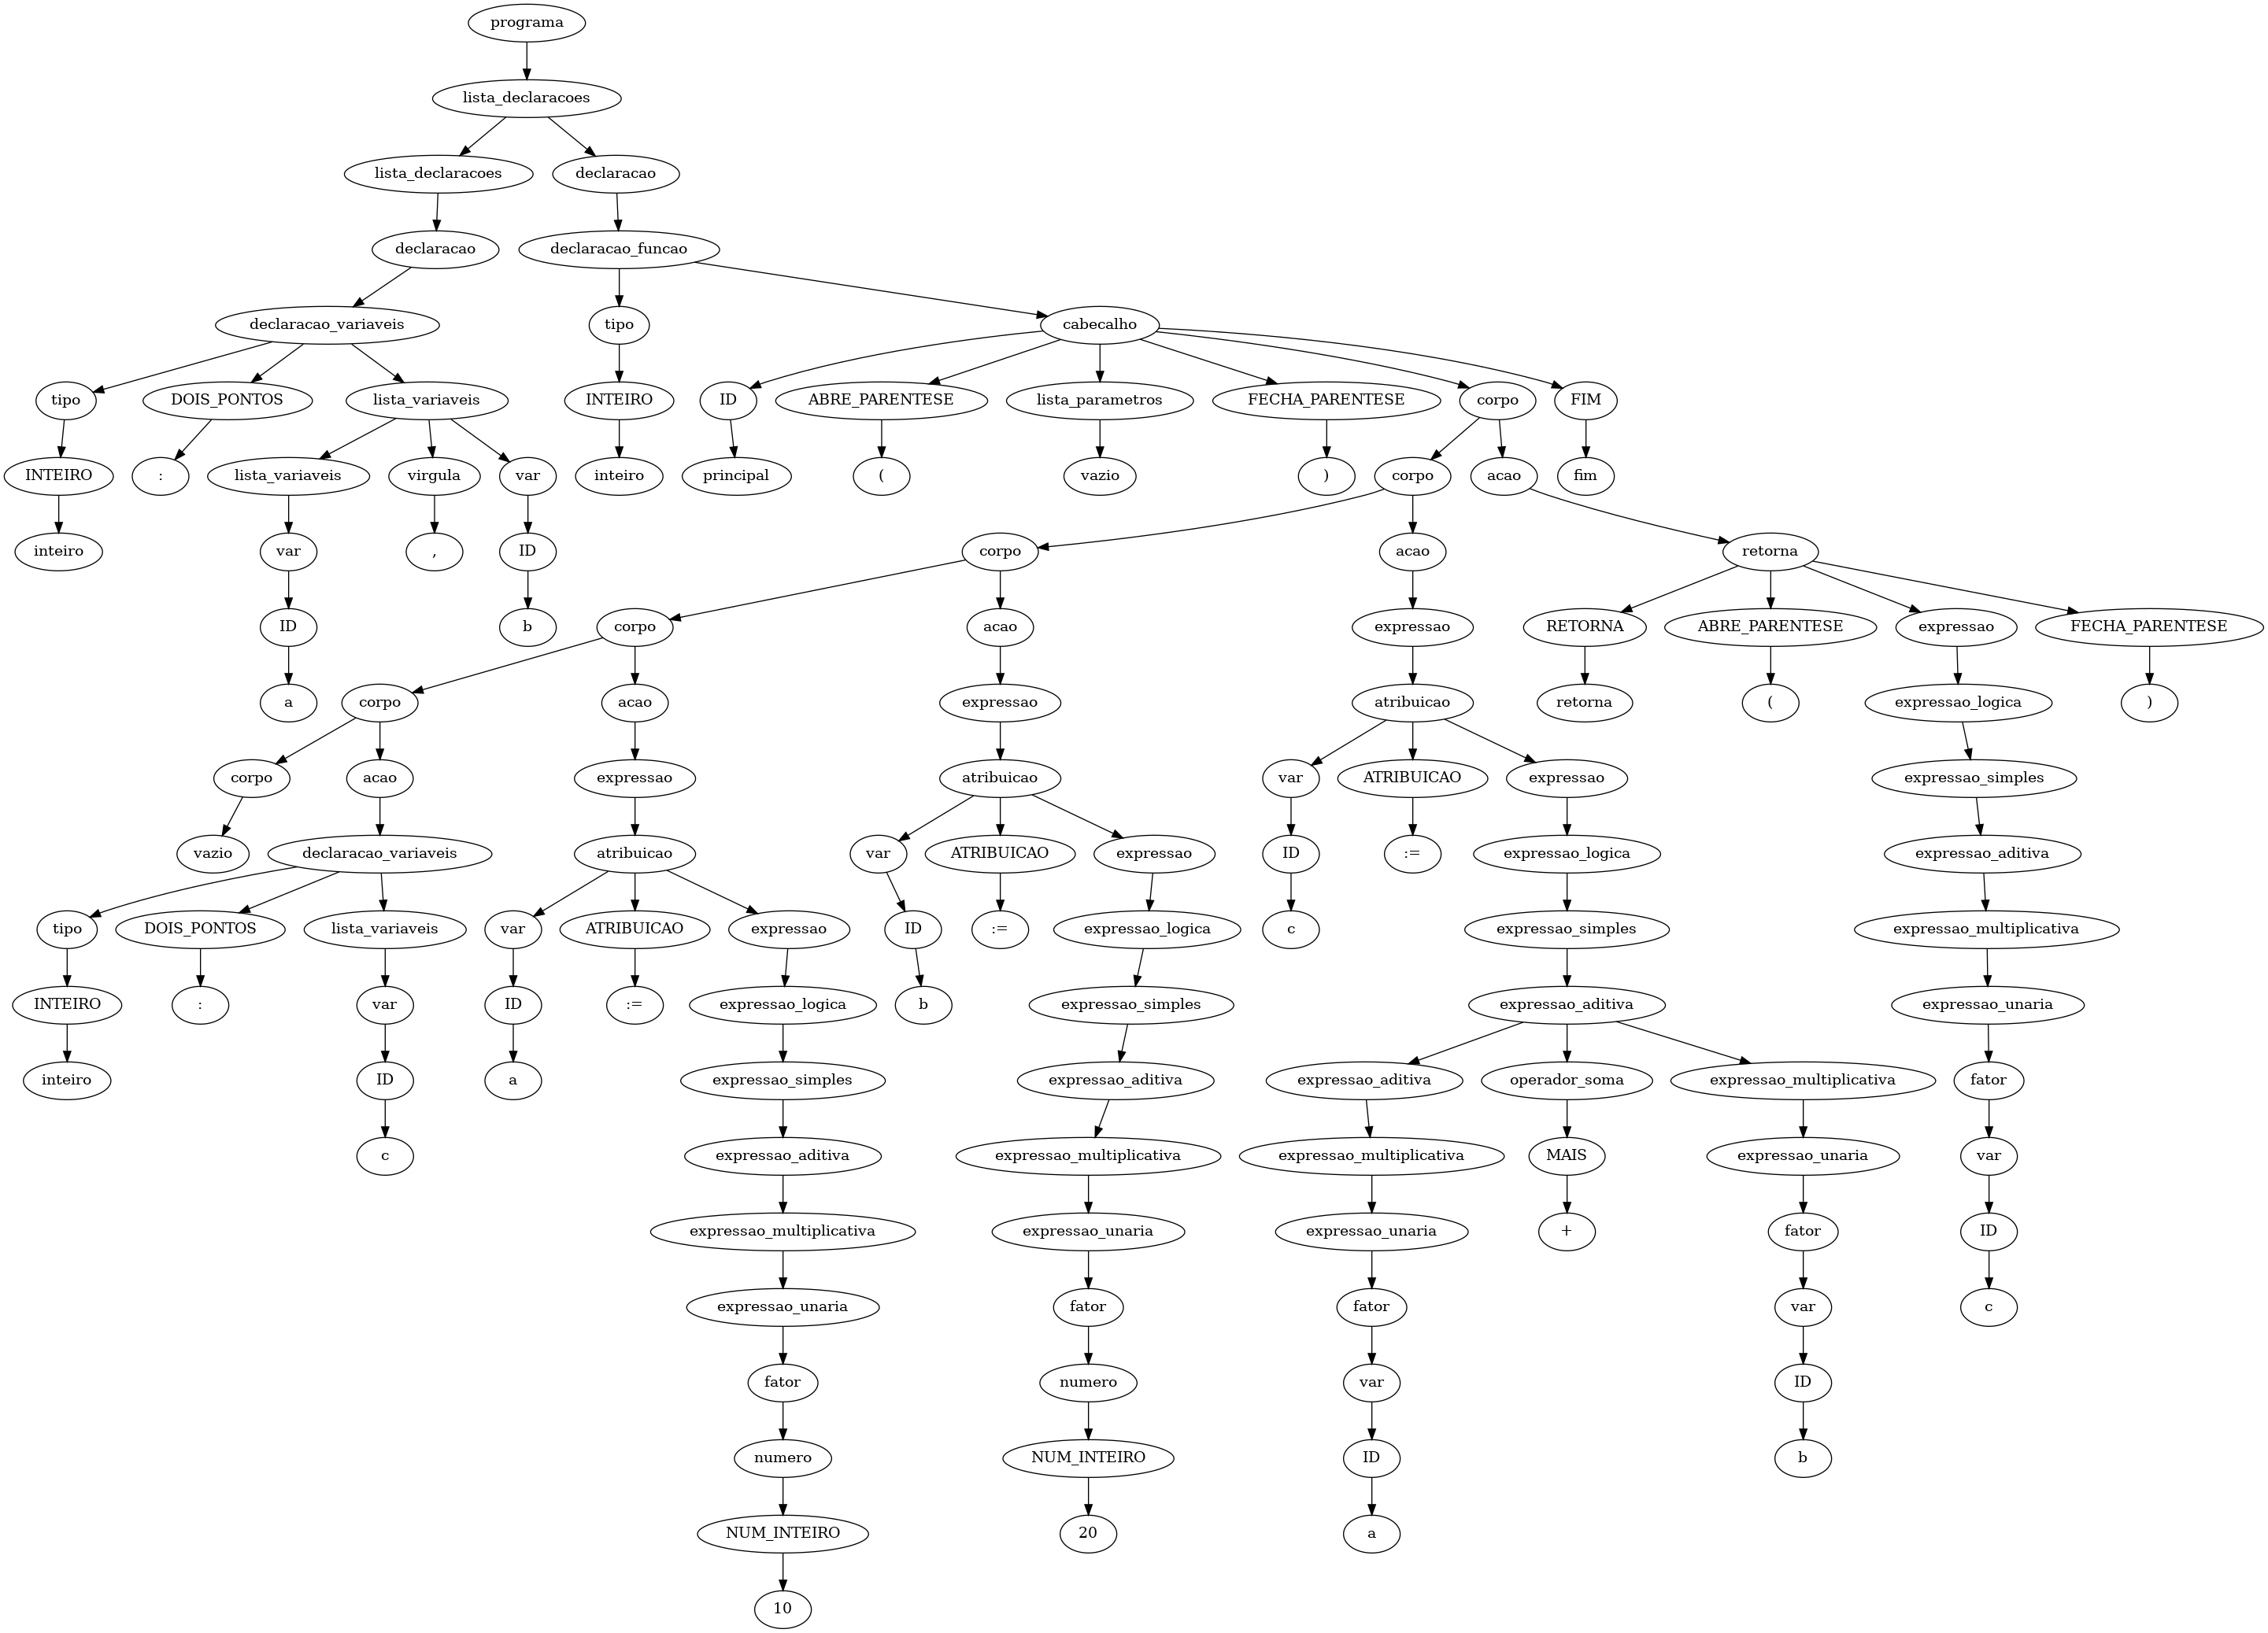 programa
lista_declaracoes
lista_declaracoes declaracao
declaracao declaracao_funcao
declaracao_variaveis tipo cabecalho
tipo DOIS_PONTOS lista_variaveis INTEIRO ID ABRE_PARENTESE lista_parametros FECHA_PARENTESE corpo FIM
INTEIRO : lista_variaveis virgula var inteiro principal ( vazio ) corpo acao fim
inteiro var , ID corpo acao retorna
ID b corpo acao expressao RETORNA ABRE_PARENTESE expressao FECHA_PARENTESE
a corpo acao expressao atribuicao retorna ( expressao_logica )
corpo acao expressao atribuicao var ATRIBUICAO expressao expressao_simples
vazio declaracao_variaveis atribuicao var ATRIBUICAO expressao ID := expressao_logica expressao_aditiva
tipo DOIS_PONTOS lista_variaveis var ATRIBUICAO expressao ID := expressao_logica c expressao_simples expressao_multiplicativa
INTEIRO : var ID := expressao_logica b expressao_simples expressao_aditiva expressao_unaria
inteiro ID a expressao_simples expressao_aditiva expressao_aditiva operador_soma expressao_multiplicativa fator
c expressao_aditiva expressao_multiplicativa expressao_multiplicativa MAIS expressao_unaria var
expressao_multiplicativa expressao_unaria expressao_unaria + fator ID
expressao_unaria fator fator var c
fator numero var ID
numero NUM_INTEIRO ID b
NUM_INTEIRO 20 a
10